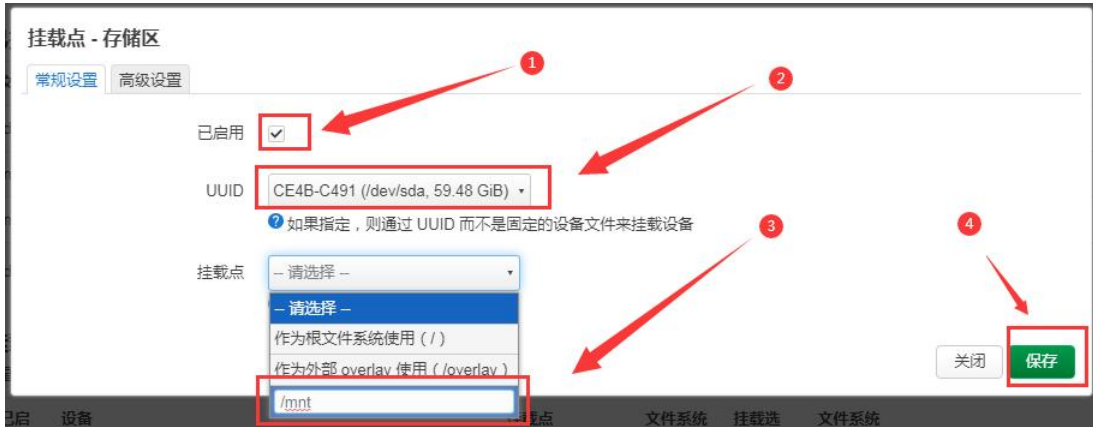 挂载点 - 存储区
常规设置 高级设置
1
2
已启用
UUID CE4B-C491 (/dev/sda, 59.48 GiB)
如果指定，则通过 UUID 而不是固定的设备文件来挂载设备
3
4
挂载点 -- 请选择 --
-- 请选择 --
作为根文件系统使用（/）
作为外部 overlay 使用（/overlay）
/mnt
关闭 保存
设备 文件系统 挂载选 文件系统